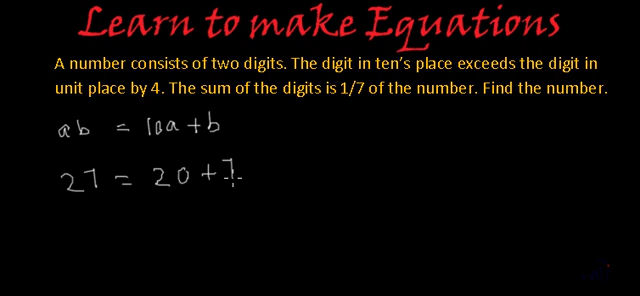 Learn to make Equations
A number consists of two digits. The digit in ten's place exceeds the digit in
unit place by 4. The sum of the digits is 1/7 of the number. Find the number.
ab = 10a + b
27 = 20 + 7